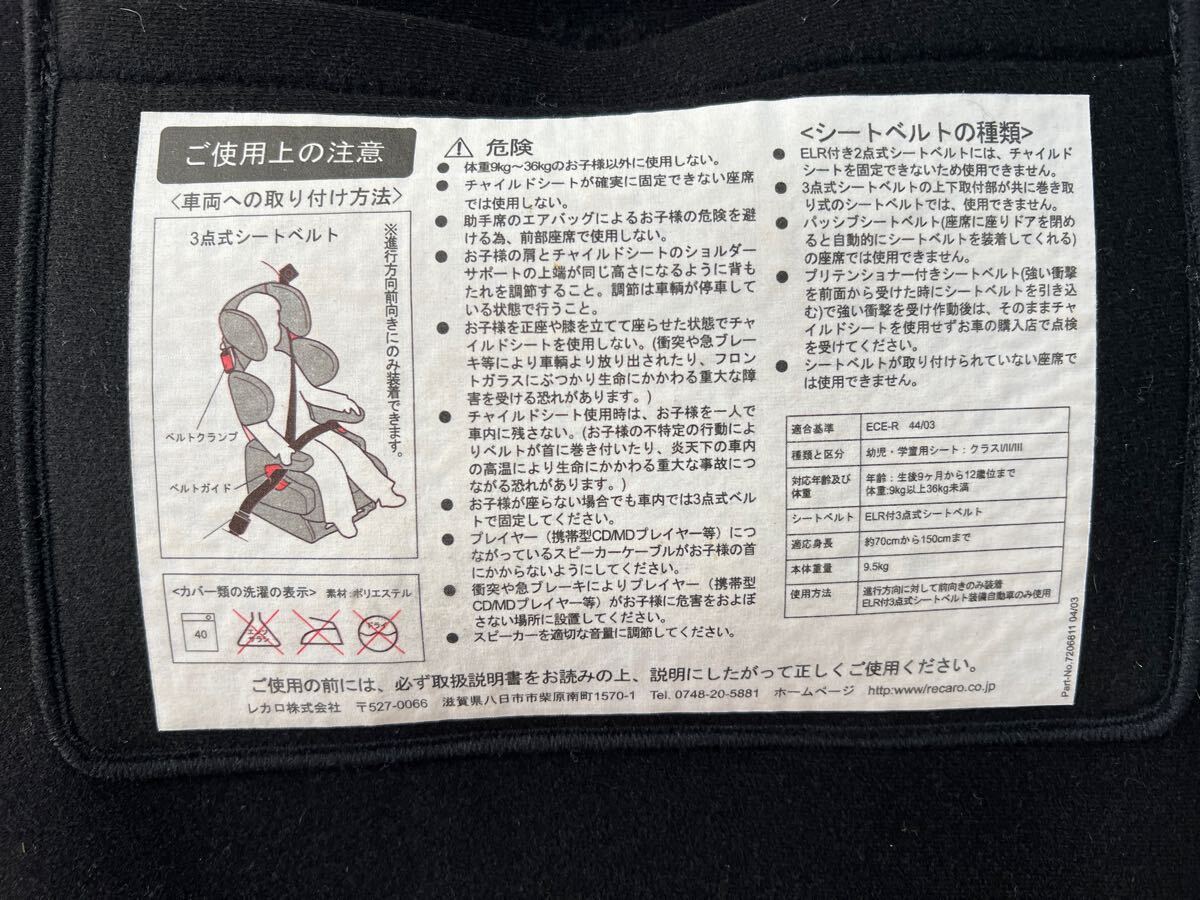 ご使用上の注意
〈車両への取り付け方法〉
3点式シートベルト
※進行方向前向きにのみ装着できます。
ベルトクランプ
ベルトガイド
<カバー類の洗濯の表示> 素材:ポリエステル
40
エンソ
サラシ
ドライ
危険
● 体重9kg〜36kgのお子様以外に使用しない。
● チャイルドシートが確実に固定できない座席
では使用しない。
● 助手席のエアバッグによるお子様の危険を避
ける為、前部座席で使用しない。
● お子様の肩とチャイルドシートのショルダー
サポートの上端が同じ高さになるように背も
たれを調節すること。調節は車輌が停車して
いる状態で行うこと。
● お子様を正座や膝を立てて座らせた状態でチャ
イルドシートを使用しない。(衝突や急ブレー
キ等により車輌より放り出されたり、フロン
トガラスにぶつかり生命にかかわる重大な障
害を受ける恐れがあります。)
● チャイルドシート使用時は、お子様を一人で
車内に残さない。(お子様の不特定の行動によ
りベルトが首に巻き付いたり、炎天下の車内
の高温により生命にかかわる重大な事故につ
ながる恐れがあります。)
● お子様が座らない場合でも車内では3点式ベル
トで固定してください。
● プレイヤー（携帯型CD/MDプレイヤー等）につ
ながっているスピーカーケーブルがお子様の首
にかからないようにしてください。
● 衝突や急ブレーキによりプレイヤー（携帯型
CD/MDプレイヤー等）がお子様に危害をおよぼ
さない場所に設置してください。
● スピーカーを適切な音量に調節してください。
<シートベルトの種類>
● ELR付き2点式シートベルトには、チャイルド
シートを固定できないため使用できません。
● 3点式シートベルトの上下取付部が共に巻き取
り式のシートベルトでは、使用できません。
● パッシブシートベルト(座席に座りドアを閉め
ると自動的にシートベルトを装着してくれる)
の座席では使用できません。
● プリテンショナー付きシートベルト(強い衝撃
を前面から受けた時にシートベルトを引き込
む)で強い衝撃を受け作動後は、そのままチャ
イルドシートを使用せずお車の購入店で点検
を受けてください。
● シートベルトが取り付けられていない座席で
は使用できません。
適合基準 ECE-R 44/03
種類と区分 幼児・学童用シート：クラスI/II/III
対応年齢及び
体重
年齢：生後9ヶ月から12歳位まで
体重:9kg以上36kg未満
シートベルト ELR付3点式シートベルト
適応身長 約70cmから150cmまで
本体重量 9.5kg
使用方法
進行方向に対して前向きのみ装着
ELR付3点式シートベルト装備自動車のみ使用
Part-No.7206811 04/03
ご使用の前には、必ず取扱説明書をお読みの上、説明にしたがって正しくご使用ください。
レカロ株式会社 〒527-0066 滋賀県八日市市柴原南町1570-1 Tel. 0748-20-5881 ホームページ http:www/recaro.co.jp